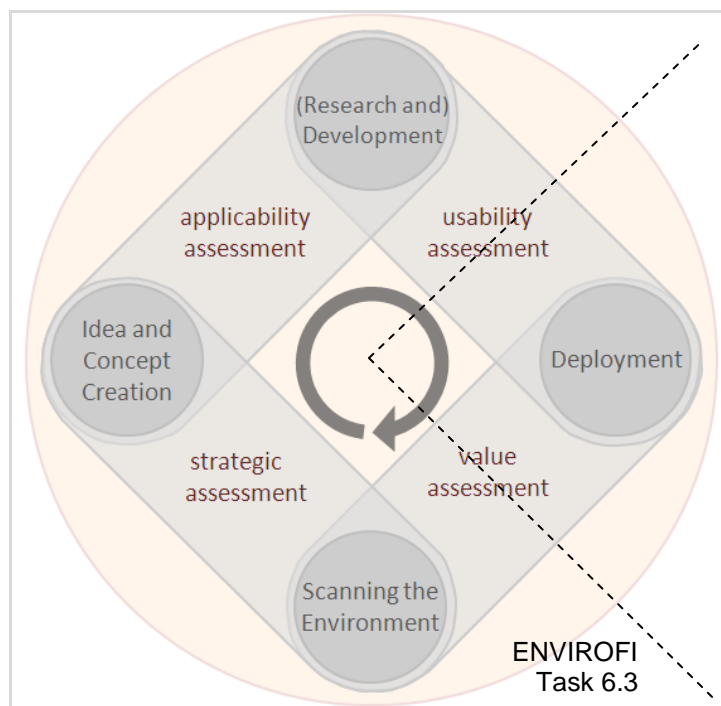 (Research and)
Development
applicability
assessment
usability
assessment
Idea and
Concept
Creation
Deployment
strategic
assessment
value
assessment
Scanning the
Environment
ENVIROFI
Task 6.3